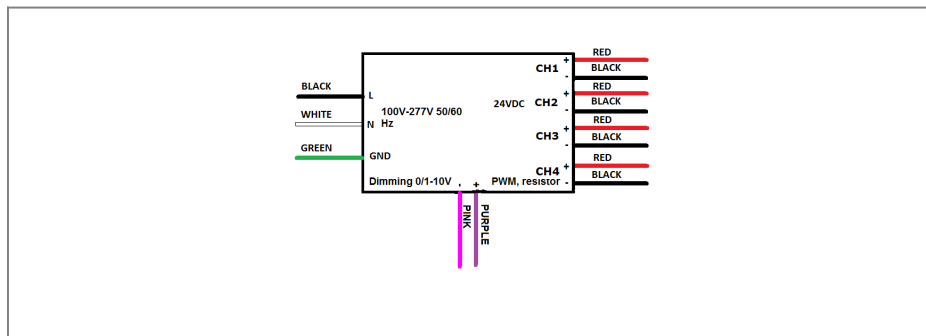 BLACK
WHITE
GREEN
L
N
GND
100V-277V 50/60
Hz
24VDC
Dimming 0/1-10V
- +
PWM, resistor
CH1
+
-
CH2
+
-
CH3
+
-
CH4
+
-
RED
BLACK
RED
BLACK
RED
BLACK
RED
BLACK
PINK
PURPLE